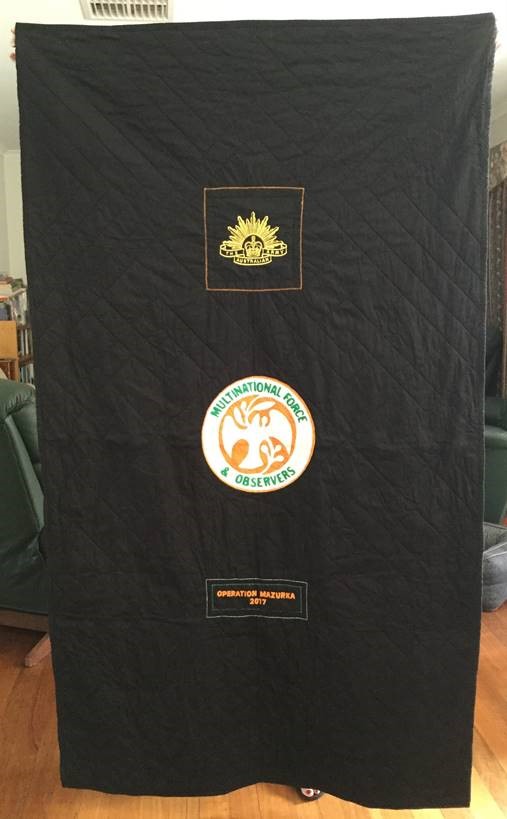 THE ARMY
AUSTRALIAN
MULTINATIONAL FORCE
& OBSERVERS
OPERATION MAZURKA
2017